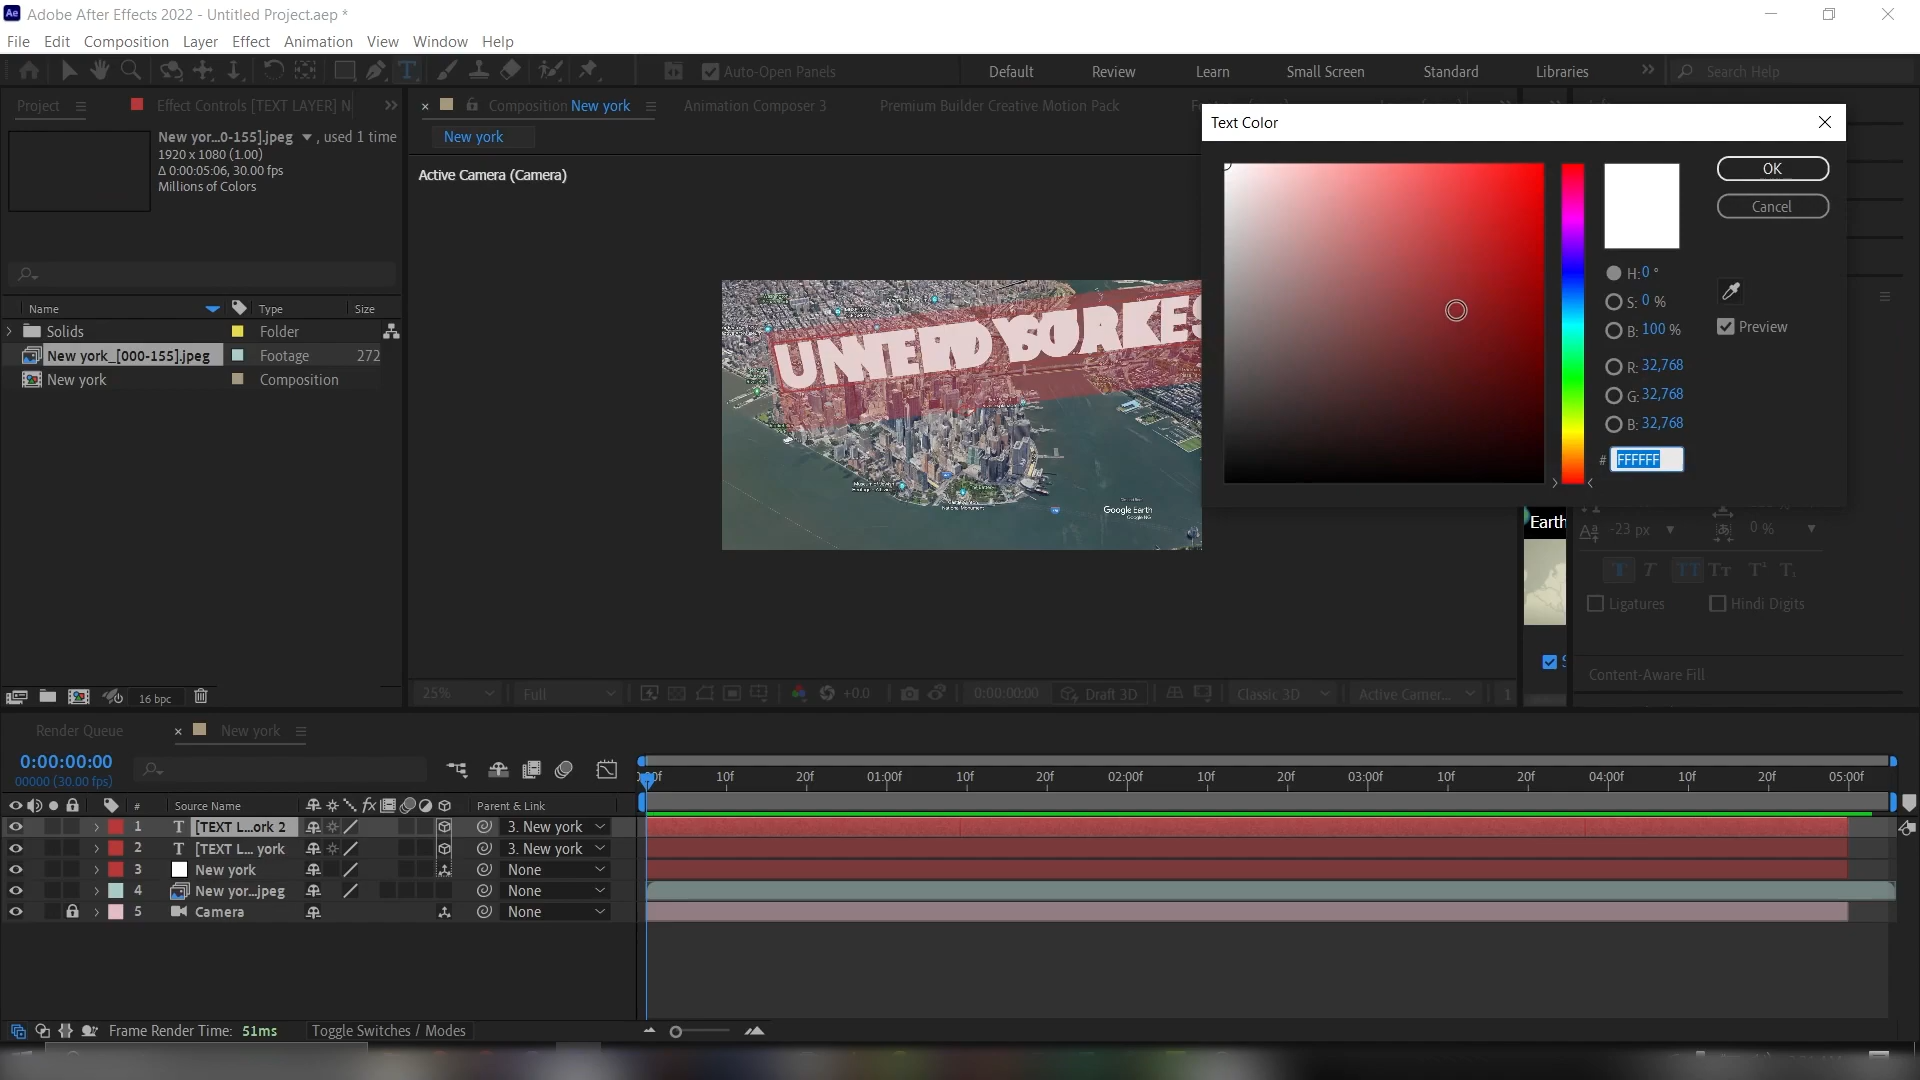 Adobe After Effects 2022 - Untitled Project.aep *
File Edit Composition Layer Effect Animation View Window Help
Auto-Open Panels Default Review Learn Small Screen Standard Libraries Search Help
Project Effect Controls [TEXT LAYER] N Composition New york Animation Composer 3 Premium Builder Creative Motion Pack
New yor...0-155].jpeg , used 1 time
1920 x 1080 (1.00)
Δ 0:00:05:06, 30.00 fps
Millions of Colors
New york
Active Camera (Camera)
Text Color
OK
Cancel
H: 0 °
S: 0 %
B: 100 %
Preview
R: 32,768
G: 32,768
B: 32,768
# FFFFFF
Name Type Size
Solids Folder
New york_[000-155].jpeg Footage 272
New york Composition
Google Earth
Earth
-23 px 0 %
T T TT Tt T¹ T₁
Ligatures Hindi Digits
Content-Aware Fill
16 bpc
25% Full +0.0 0:00:00:00 Draft 3D Classic 3D Active Camer... 1
Render Queue New york
0:00:00:00
00000 (30.00 fps)
10f 20f 01:00f 10f 20f 02:00f 10f 20f 03:00f 10f 20f 04:00f 10f 20f 05:00f
# Source Name fx Parent & Link
1 T [TEXT L...ork 2 3. New york
2 T [TEXT L... york 3. New york
3 New york None
4 New yor...jpeg None
5 Camera None
Frame Render Time: 51ms Toggle Switches / Modes